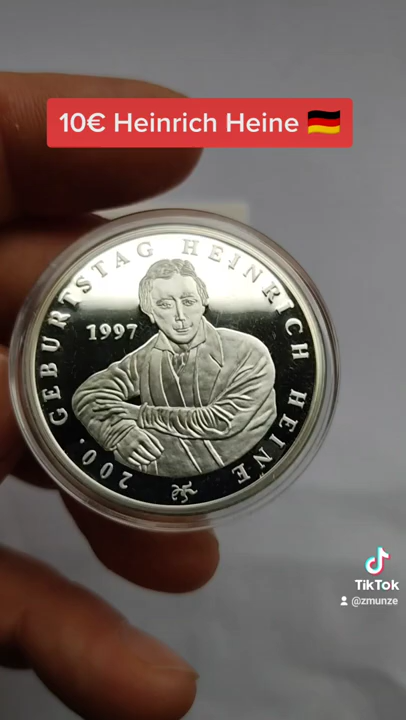 10€ Heinrich Heine 🇩🇪
200. GEBURTSTAG HEINRICH HEINE
1997
TikTok
@zmunze